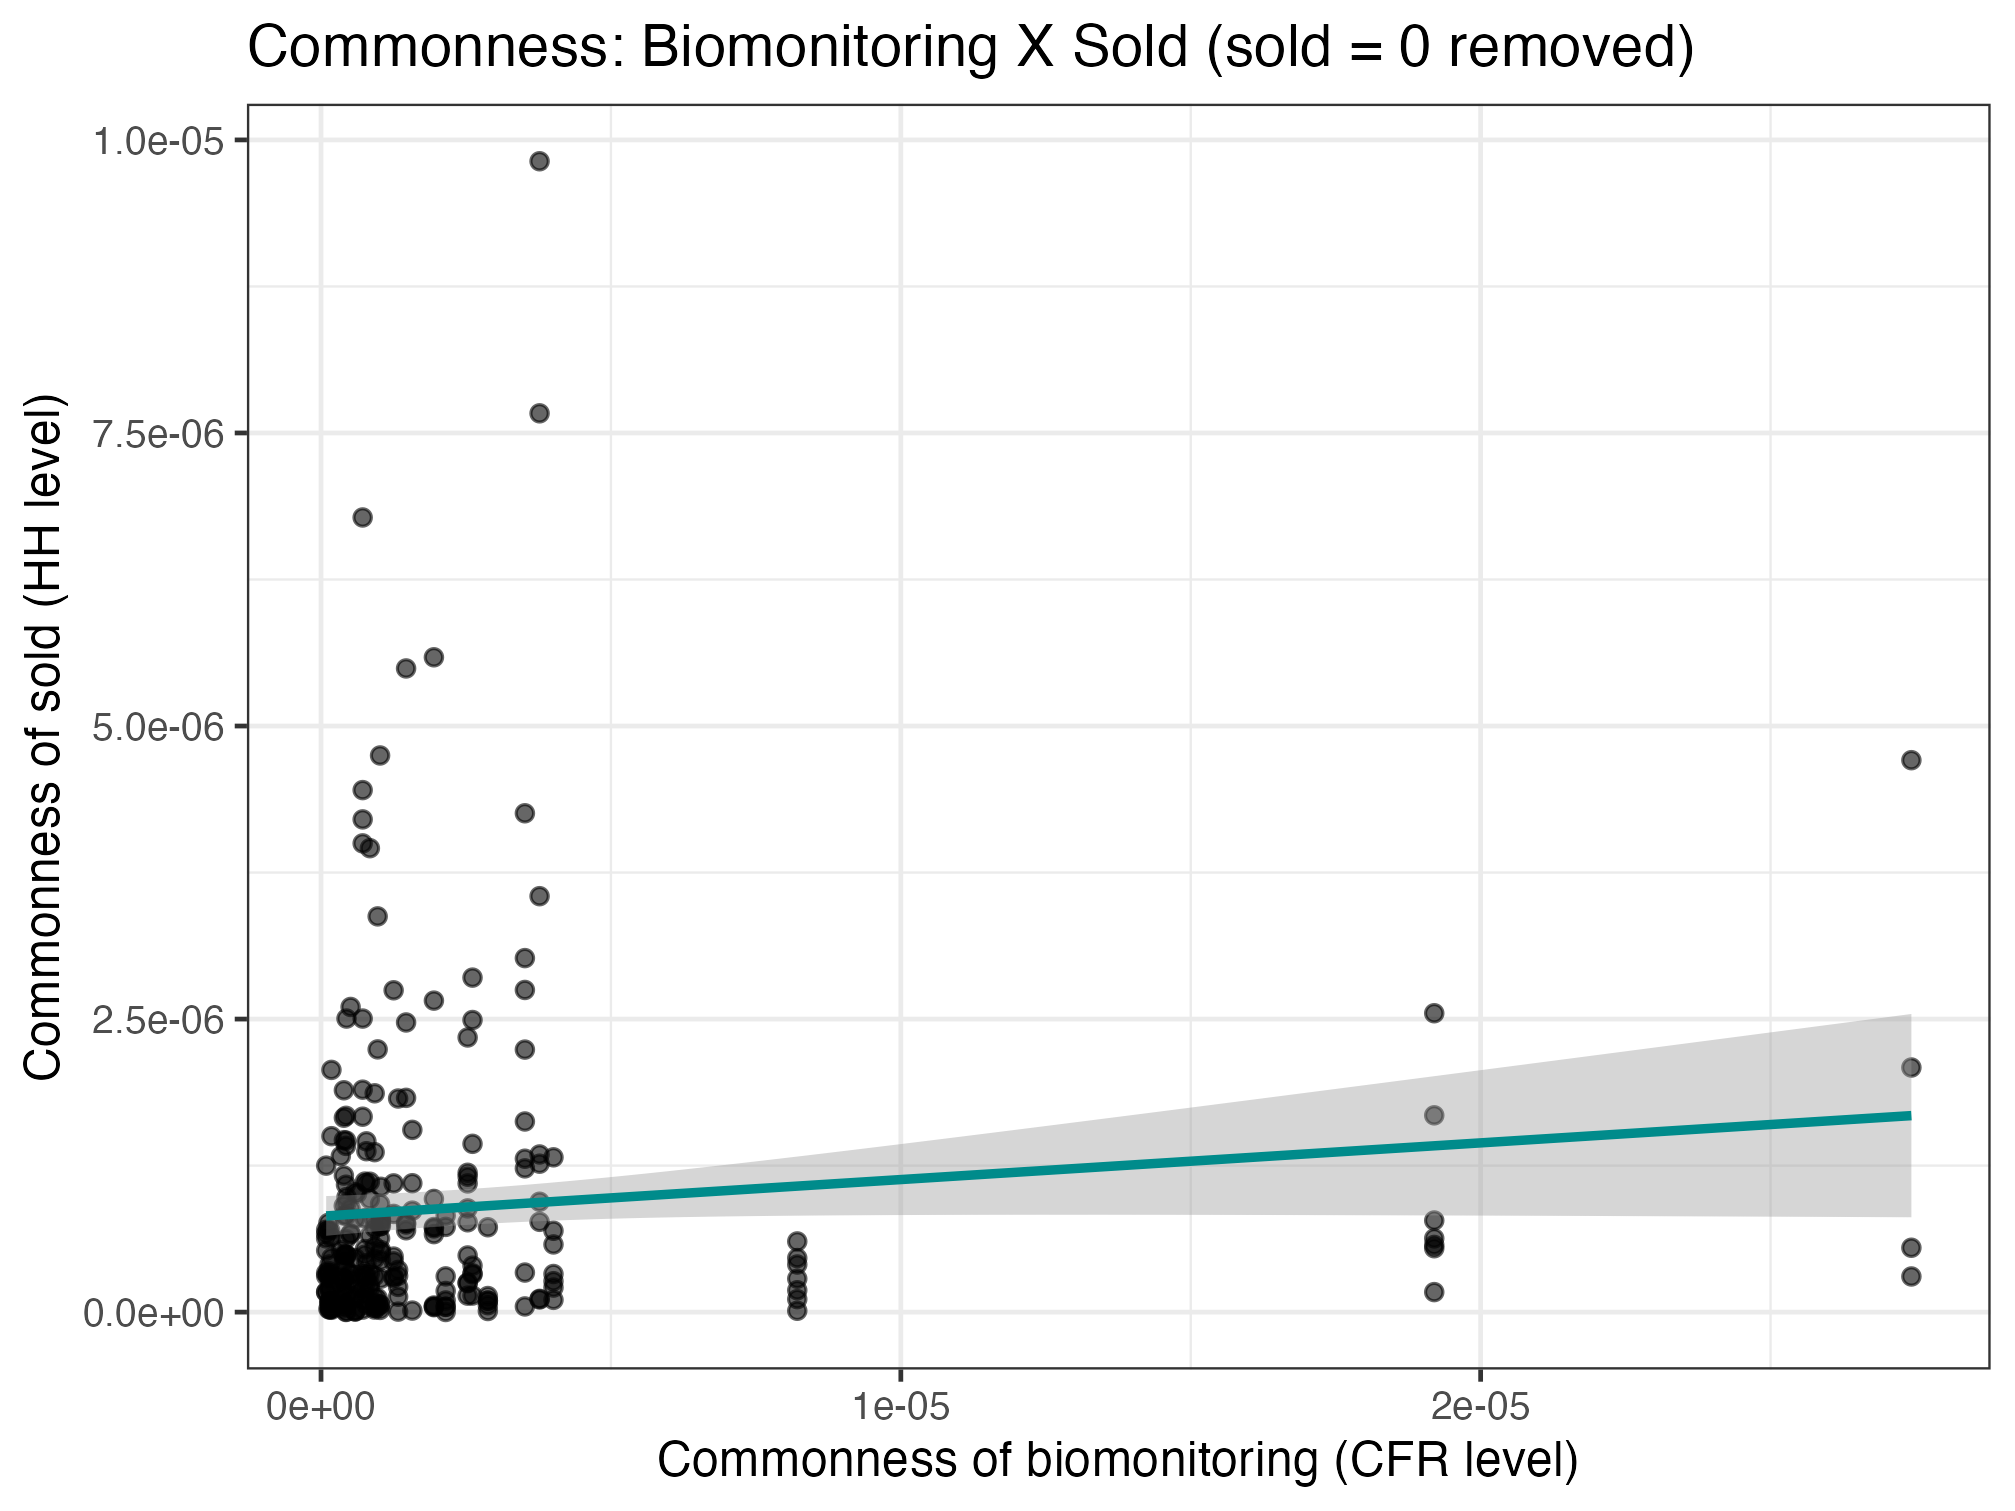 Commonness: Biomonitoring X Sold (sold = 0 removed)
Commonness of sold (HH level)
1.0e-05
7.5e-06
5.0e-06
2.5e-06
0.0e+00
0e+00 1e-05 2e-05
Commonness of biomonitoring (CFR level)